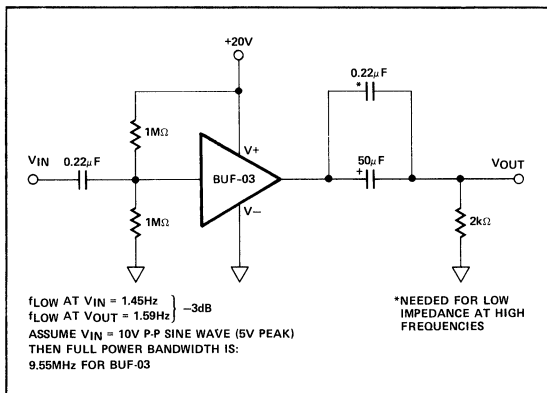 +20V
0.22µF
*
1MΩ
VIN
0.22µF
V+
BUF-03
50µF
+
VOUT
V−
1MΩ
2kΩ
fLOW AT VIN = 1.45Hz
fLOW AT VOUT = 1.59Hz
−3dB
ASSUME VIN = 10V P-P SINE WAVE (5V PEAK)
THEN FULL POWER BANDWIDTH IS:
9.55MHz FOR BUF-03
*NEEDED FOR LOW
IMPEDANCE AT HIGH
FREQUENCIES